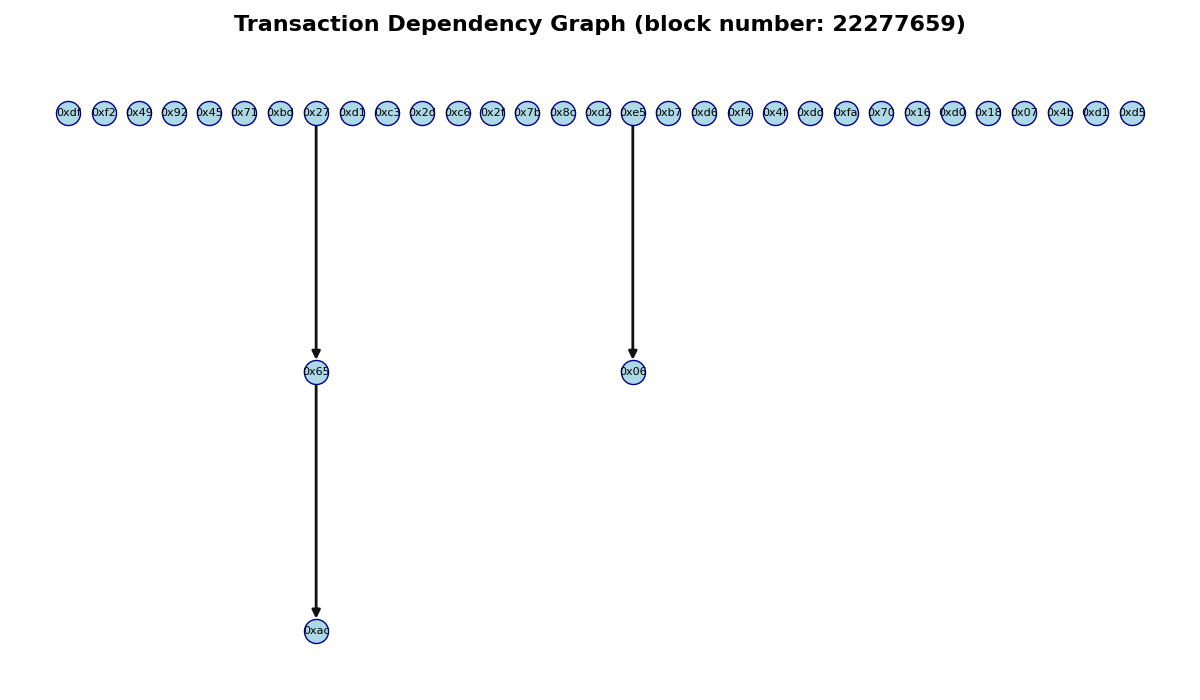 Transaction Dependency Graph (block number: 22277659)
0xdf 0xf2 0x49 0x92 0x45 0x71 0xbd 0x27 0xd1 0xc3 0x2d 0xc6 0x2f 0x7b 0x8c 0xd2 0xe5 0xb7 0xd6 0xf4 0x4f 0xdd 0xfa 0x70 0x16 0xd0 0x18 0x07 0x4b 0xd1 0xd5
0x65 0x06
0xac